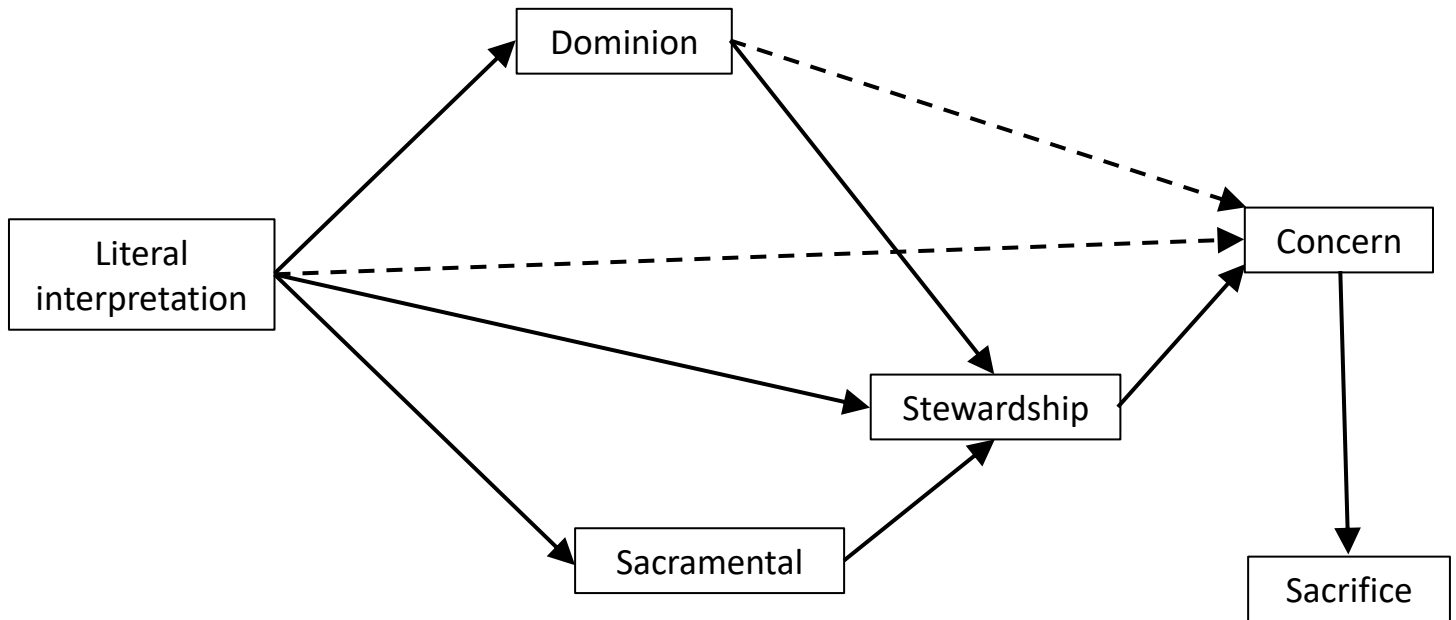 Dominion
Literal
interpretation
Concern
Stewardship
Sacramental
Sacrifice